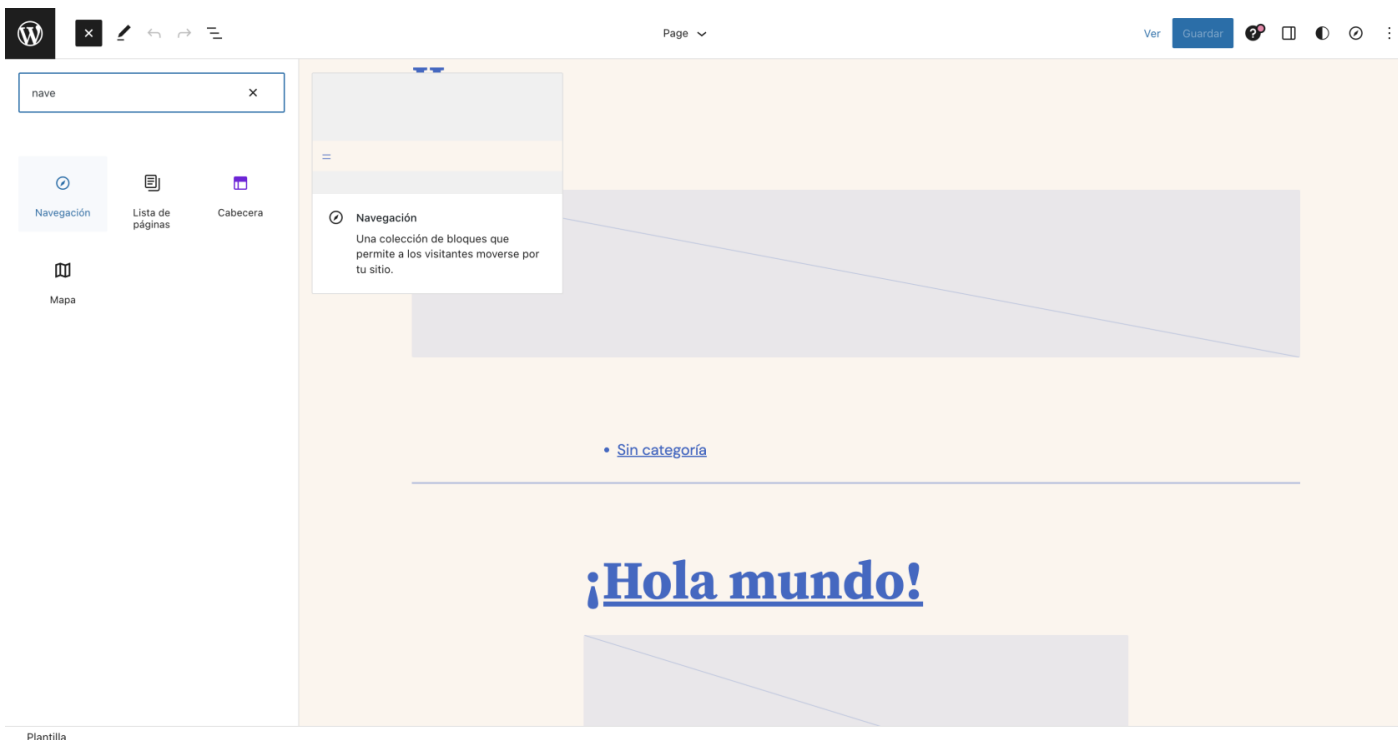 Page
Ver
Guardar
nave
Navegación
Lista de
páginas
Cabecera
Mapa
Navegación
Una colección de bloques que
permite a los visitantes moverse por
tu sitio.
Sin categoría
¡Hola mundo!
Plantilla